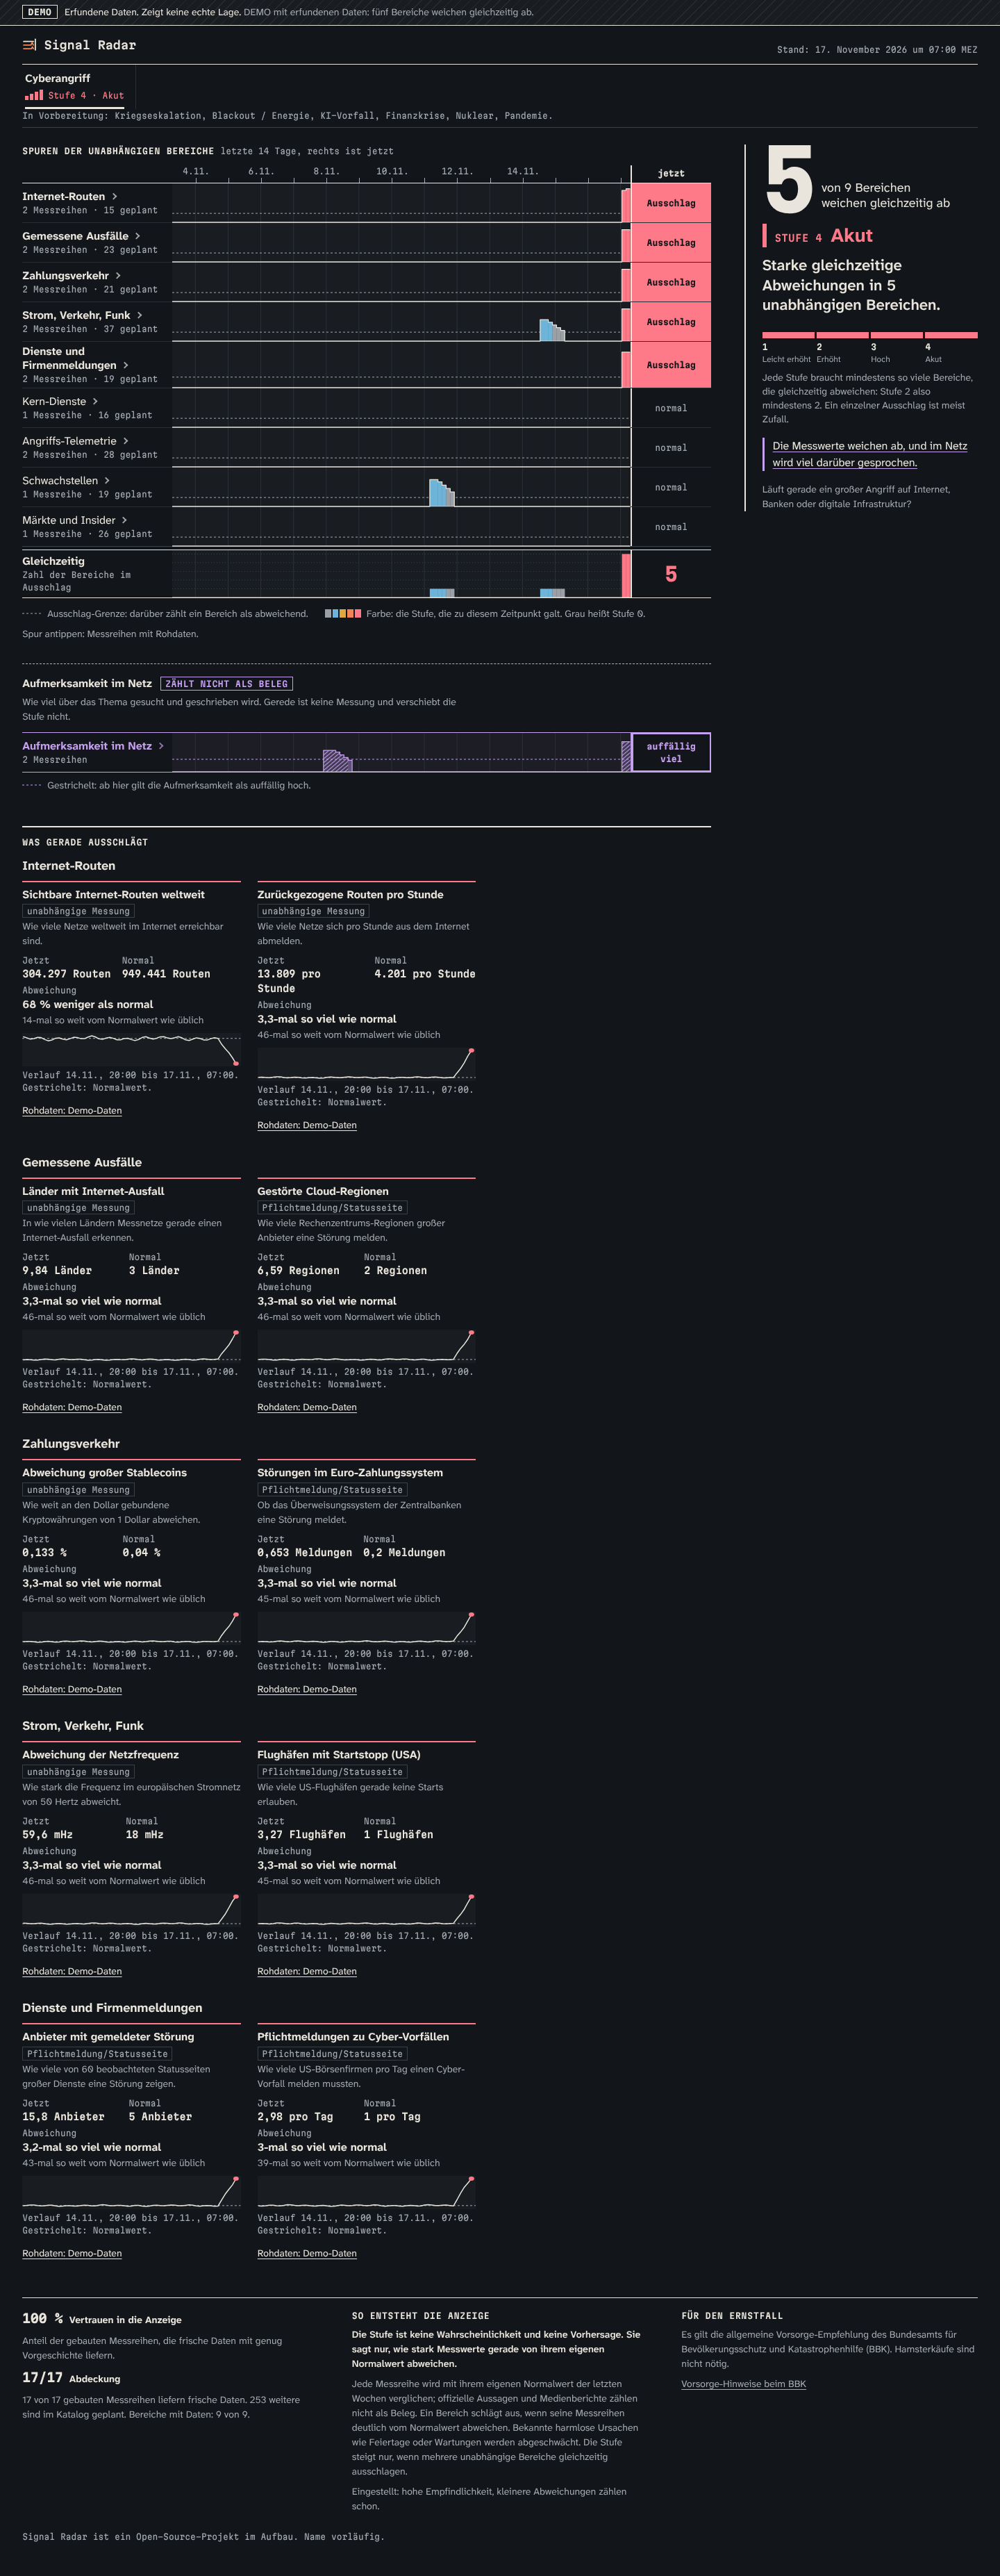 DEMO Erfundene Daten. Zeigt keine echte Lage. DEMO mit erfundenen Daten: fünf Bereiche weichen gleichzeitig ab.
Signal Radar
Stand: 17. November 2026 um 07:00 MEZ
Cyberangriff
Stufe 4 · Akut
In Vorbereitung: Kriegseskalation, Blackout / Energie, KI-Vorfall, Finanzkrise, Nuklear, Pandemie.
SPUREN DER UNABHÄNGIGEN BEREICHE letzte 14 Tage, rechts ist jetzt
4.11. 6.11. 8.11. 10.11. 12.11. 14.11. jetzt
Internet-Routen
2 Messreihen · 15 geplant
Ausschlag
Gemessene Ausfälle
2 Messreihen · 23 geplant
Ausschlag
Zahlungsverkehr
2 Messreihen · 21 geplant
Ausschlag
Strom, Verkehr, Funk
2 Messreihen · 37 geplant
Ausschlag
Dienste und
Firmenmeldungen
2 Messreihen · 19 geplant
Ausschlag
Kern-Dienste
1 Messreihe · 16 geplant
normal
Angriffs-Telemetrie
2 Messreihen · 28 geplant
normal
Schwachstellen
1 Messreihe · 19 geplant
normal
Märkte und Insider
1 Messreihe · 26 geplant
normal
Gleichzeitig
Zahl der Bereiche im
Ausschlag
5
Ausschlag-Grenze: darüber zählt ein Bereich als abweichend.
Farbe: die Stufe, die zu diesem Zeitpunkt galt. Grau heißt Stufe 0.
Spur antippen: Messreihen mit Rohdaten.
5
von 9 Bereichen
weichen gleichzeitig ab
STUFE 4 Akut
Starke gleichzeitige
Abweichungen in 5
unabhängigen Bereichen.
1 2 3 4
Leicht erhöht Erhöht Hoch Akut
Jede Stufe braucht mindestens so viele Bereiche,
die gleichzeitig abweichen: Stufe 2 also
mindestens 2. Ein einzelner Ausschlag ist meist
Zufall.
Die Messwerte weichen ab, und im Netz
wird viel darüber gesprochen.
Läuft gerade ein großer Angriff auf Internet,
Banken oder digitale Infrastruktur?
Aufmerksamkeit im Netz ZÄHLT NICHT ALS BELEG
Wie viel über das Thema gesucht und geschrieben wird. Gerede ist keine Messung und verschiebt die
Stufe nicht.
Aufmerksamkeit im Netz
2 Messreihen
auffällig
viel
Gestrichelt: ab hier gilt die Aufmerksamkeit als auffällig hoch.
WAS GERADE AUSSCHLÄGT
Internet-Routen
Sichtbare Internet-Routen weltweit
unabhängige Messung
Wie viele Netze weltweit im Internet erreichbar
sind.
Jetzt Normal
304.297 Routen 949.441 Routen
Abweichung
68 % weniger als normal
14-mal so weit vom Normalwert wie üblich
Verlauf 14.11., 20:00 bis 17.11., 07:00.
Gestrichelt: Normalwert.
Rohdaten: Demo-Daten
Zurückgezogene Routen pro Stunde
unabhängige Messung
Wie viele Netze sich pro Stunde aus dem Internet
abmelden.
Jetzt Normal
13.809 pro 4.201 pro Stunde
Stunde
Abweichung
3,3-mal so viel wie normal
46-mal so weit vom Normalwert wie üblich
Verlauf 14.11., 20:00 bis 17.11., 07:00.
Gestrichelt: Normalwert.
Rohdaten: Demo-Daten
Gemessene Ausfälle
Länder mit Internet-Ausfall
unabhängige Messung
In wie vielen Ländern Messnetze gerade einen
Internet-Ausfall erkennen.
Jetzt Normal
9,84 Länder 3 Länder
Abweichung
3,3-mal so viel wie normal
46-mal so weit vom Normalwert wie üblich
Verlauf 14.11., 20:00 bis 17.11., 07:00.
Gestrichelt: Normalwert.
Rohdaten: Demo-Daten
Gestörte Cloud-Regionen
Pflichtmeldung/Statusseite
Wie viele Rechenzentrums-Regionen großer
Anbieter eine Störung melden.
Jetzt Normal
6,59 Regionen 2 Regionen
Abweichung
3,3-mal so viel wie normal
46-mal so weit vom Normalwert wie üblich
Verlauf 14.11., 20:00 bis 17.11., 07:00.
Gestrichelt: Normalwert.
Rohdaten: Demo-Daten
Zahlungsverkehr
Abweichung großer Stablecoins
unabhängige Messung
Wie weit an den Dollar gebundene
Kryptowährungen von 1 Dollar abweichen.
Jetzt Normal
0,133 % 0,04 %
Abweichung
3,3-mal so viel wie normal
46-mal so weit vom Normalwert wie üblich
Verlauf 14.11., 20:00 bis 17.11., 07:00.
Gestrichelt: Normalwert.
Rohdaten: Demo-Daten
Störungen im Euro-Zahlungssystem
Pflichtmeldung/Statusseite
Ob das Überweisungssystem der Zentralbanken
eine Störung meldet.
Jetzt Normal
0,653 Meldungen 0,2 Meldungen
Abweichung
3,3-mal so viel wie normal
45-mal so weit vom Normalwert wie üblich
Verlauf 14.11., 20:00 bis 17.11., 07:00.
Gestrichelt: Normalwert.
Rohdaten: Demo-Daten
Strom, Verkehr, Funk
Abweichung der Netzfrequenz
unabhängige Messung
Wie stark die Frequenz im europäischen Stromnetz
von 50 Hertz abweicht.
Jetzt Normal
59,6 mHz 18 mHz
Abweichung
3,3-mal so viel wie normal
46-mal so weit vom Normalwert wie üblich
Verlauf 14.11., 20:00 bis 17.11., 07:00.
Gestrichelt: Normalwert.
Rohdaten: Demo-Daten
Flughäfen mit Startstopp (USA)
Pflichtmeldung/Statusseite
Wie viele US-Flughäfen gerade keine Starts
erlauben.
Jetzt Normal
3,27 Flughäfen 1 Flughäfen
Abweichung
3,3-mal so viel wie normal
45-mal so weit vom Normalwert wie üblich
Verlauf 14.11., 20:00 bis 17.11., 07:00.
Gestrichelt: Normalwert.
Rohdaten: Demo-Daten
Dienste und Firmenmeldungen
Anbieter mit gemeldeter Störung
Pflichtmeldung/Statusseite
Wie viele von 60 beobachteten Statusseiten
großer Dienste eine Störung zeigen.
Jetzt Normal
15,8 Anbieter 5 Anbieter
Abweichung
3,2-mal so viel wie normal
43-mal so weit vom Normalwert wie üblich
Verlauf 14.11., 20:00 bis 17.11., 07:00.
Gestrichelt: Normalwert.
Rohdaten: Demo-Daten
Pflichtmeldungen zu Cyber-Vorfällen
Pflichtmeldung/Statusseite
Wie viele US-Börsenfirmen pro Tag einen Cyber-
Vorfall melden mussten.
Jetzt Normal
2,98 pro Tag 1 pro Tag
Abweichung
3-mal so viel wie normal
39-mal so weit vom Normalwert wie üblich
Verlauf 14.11., 20:00 bis 17.11., 07:00.
Gestrichelt: Normalwert.
Rohdaten: Demo-Daten
100 % Vertrauen in die Anzeige
Anteil der gebauten Messreihen, die frische Daten mit genug
Vorgeschichte liefern.
17/17 Abdeckung
17 von 17 gebauten Messreihen liefern frische Daten. 253 weitere
sind im Katalog geplant. Bereiche mit Daten: 9 von 9.
SO ENTSTEHT DIE ANZEIGE
Die Stufe ist keine Wahrscheinlichkeit und keine Vorhersage. Sie
sagt nur, wie stark Messwerte gerade von ihrem eigenen
Normalwert abweichen.
Jede Messreihe wird mit ihrem eigenen Normalwert der letzten
Wochen verglichen; offizielle Aussagen und Medienberichte zählen
nicht als Beleg. Ein Bereich schlägt aus, wenn seine Messreihen
deutlich vom Normalwert abweichen. Bekannte harmlose Ursachen
wie Feiertage oder Wartungen werden abgeschwächt. Die Stufe
steigt nur, wenn mehrere unabhängige Bereiche gleichzeitig
ausschlagen.
Eingestellt: hohe Empfindlichkeit, kleinere Abweichungen zählen
schon.
FÜR DEN ERNSTFALL
Es gilt die allgemeine Vorsorge-Empfehlung des Bundesamts für
Bevölkerungsschutz und Katastrophenhilfe (BBK). Hamsterkäufe sind
nicht nötig.
Vorsorge-Hinweise beim BBK
Signal Radar ist ein Open-Source-Projekt im Aufbau. Name vorläufig.